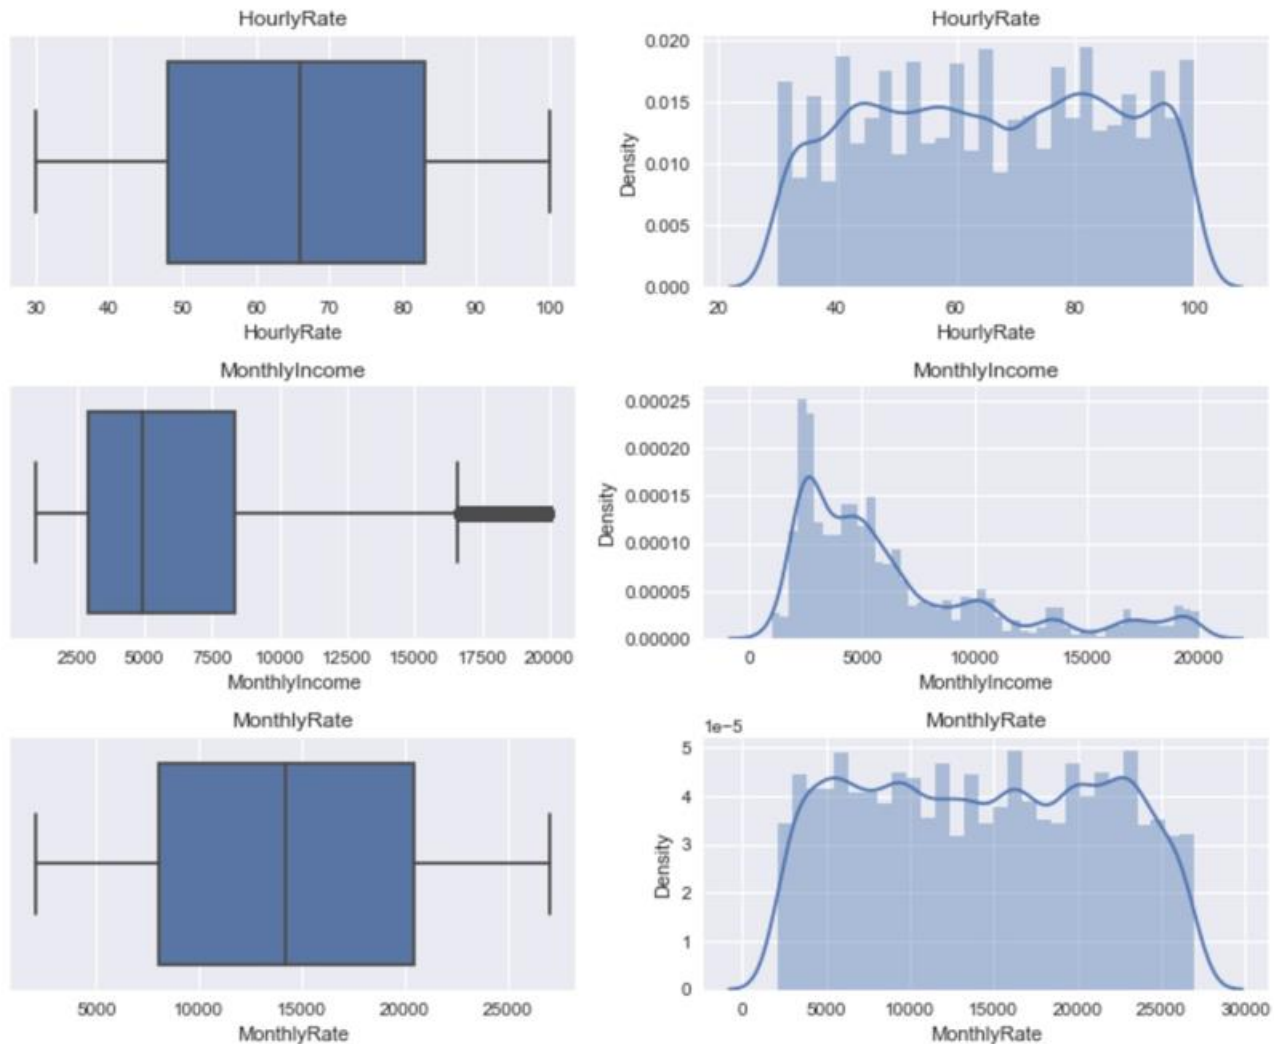 HourlyRate
30 40 50 60 70 80 90 100
HourlyRate
HourlyRate
Density
0.020
0.015
0.010
0.005
0.000
20 40 60 80 100
HourlyRate
MonthlyIncome
2500 5000 7500 10000 12500 15000 17500 20000
MonthlyIncome
MonthlyIncome
Density
0.00025
0.00020
0.00015
0.00010
0.00005
0.00000
0 5000 10000 15000 20000
MonthlyIncome
MonthlyRate
5000 10000 15000 20000 25000
MonthlyRate
MonthlyRate
1e−5
Density
5
4
3
2
1
0
0 5000 10000 15000 20000 25000 30000
MonthlyRate